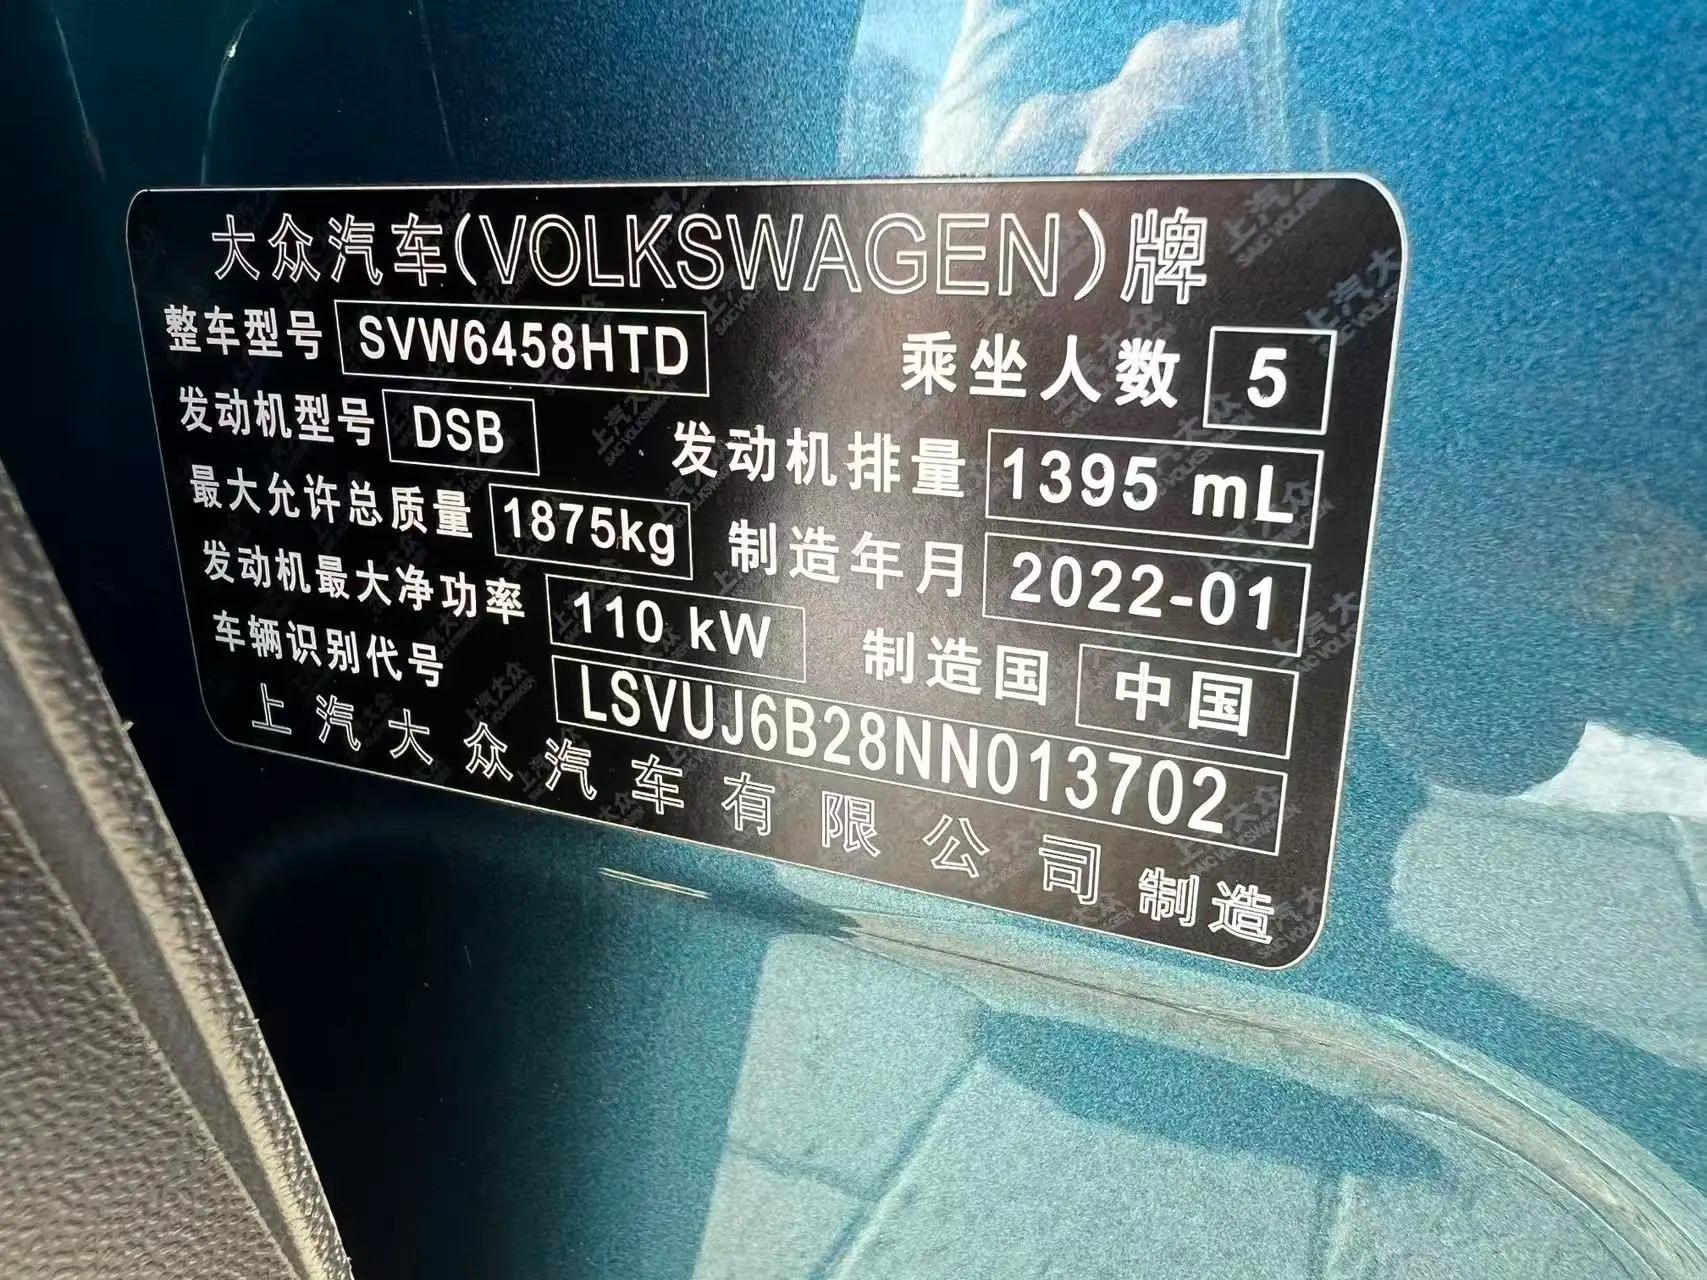 大众汽车(VOLKSWAGEN)牌
整车型号 SVW6458HTD 乘坐人数 5
发动机型号 DSB 发动机排量 1395 mL
最大允许总质量 1875kg 制造年月 2022-01
发动机最大净功率 110 kW 制造国 中国
车辆识别代号 LSVUJ6B28NN013702
上汽大众汽车有限公司制造